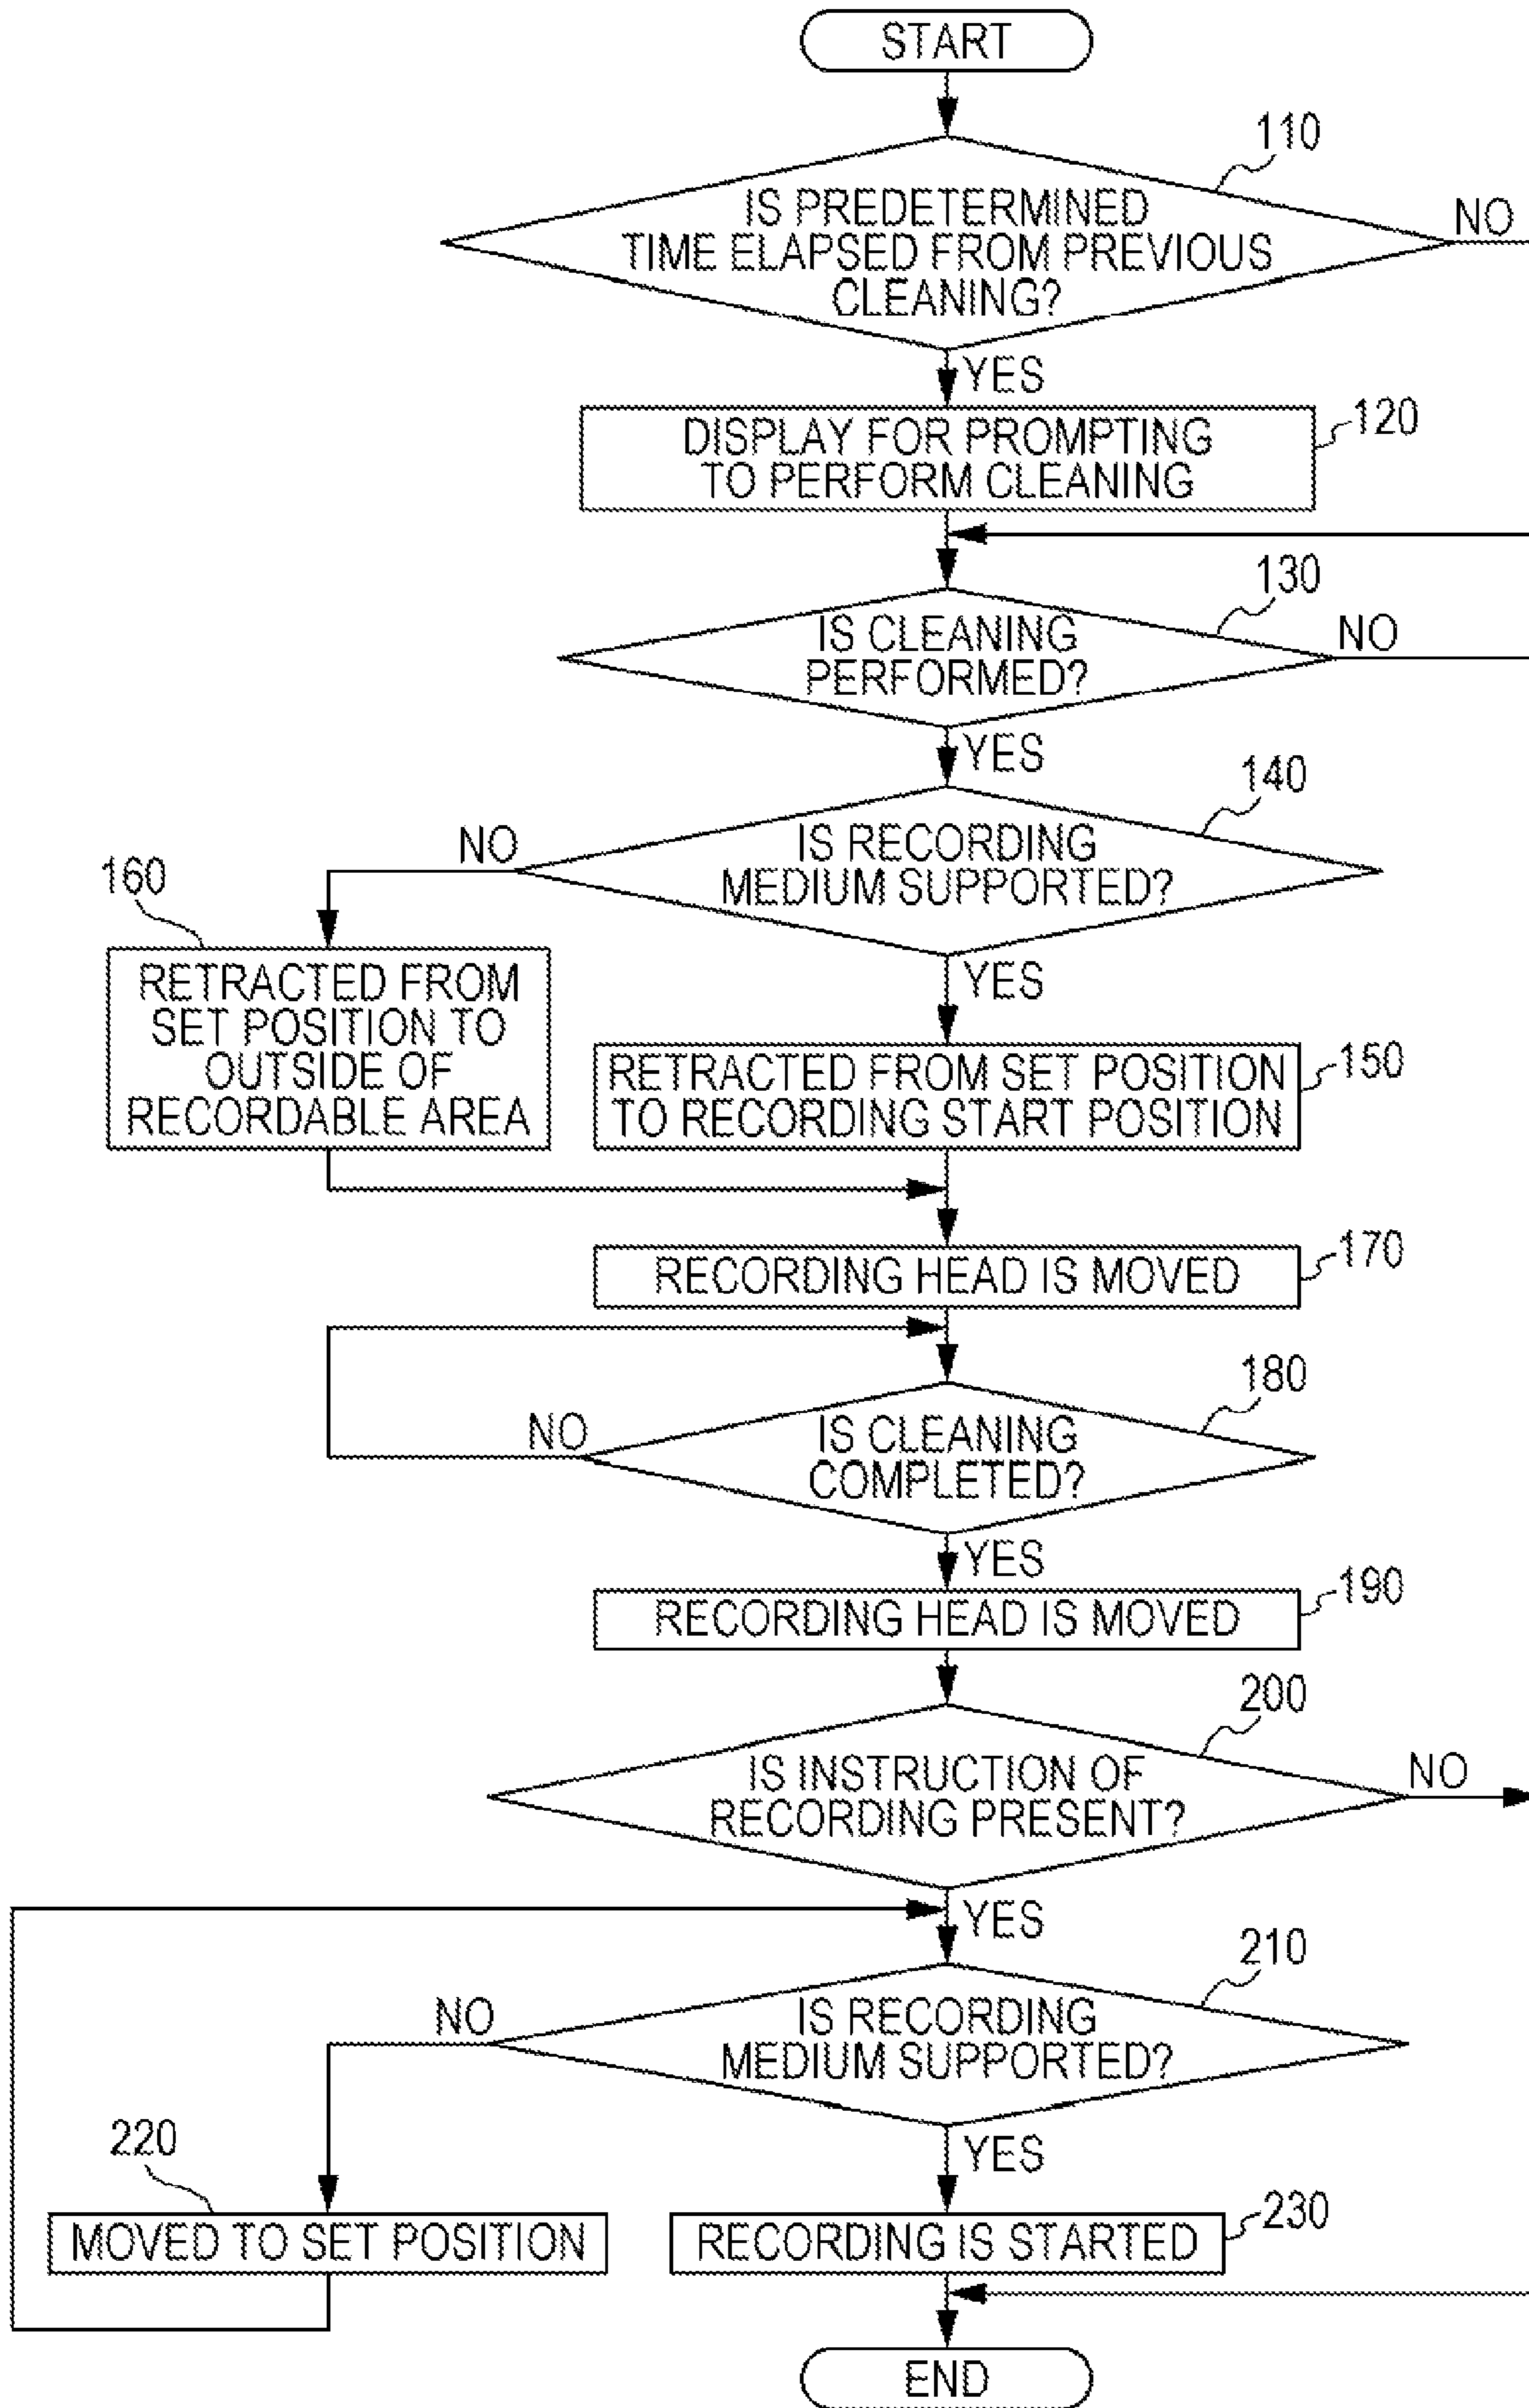 START
110
IS PREDETERMINED
TIME ELAPSED FROM PREVIOUS
CLEANING?
NO
YES
120
DISPLAY FOR PROMPTING
TO PERFORM CLEANING
130
IS CLEANING
PERFORMED?
NO
YES
140
IS RECORDING
MEDIUM SUPPORTED?
NO
160
RETRACTED FROM
SET POSITION TO
OUTSIDE OF
RECORDABLE AREA
YES
150
RETRACTED FROM SET POSITION
TO RECORDING START POSITION
170
RECORDING HEAD IS MOVED
180
IS CLEANING
COMPLETED?
NO
YES
190
RECORDING HEAD IS MOVED
200
IS INSTRUCTION OF
RECORDING PRESENT?
NO
YES
210
IS RECORDING
MEDIUM SUPPORTED?
NO
YES
220
MOVED TO SET POSITION
230
RECORDING IS STARTED
END